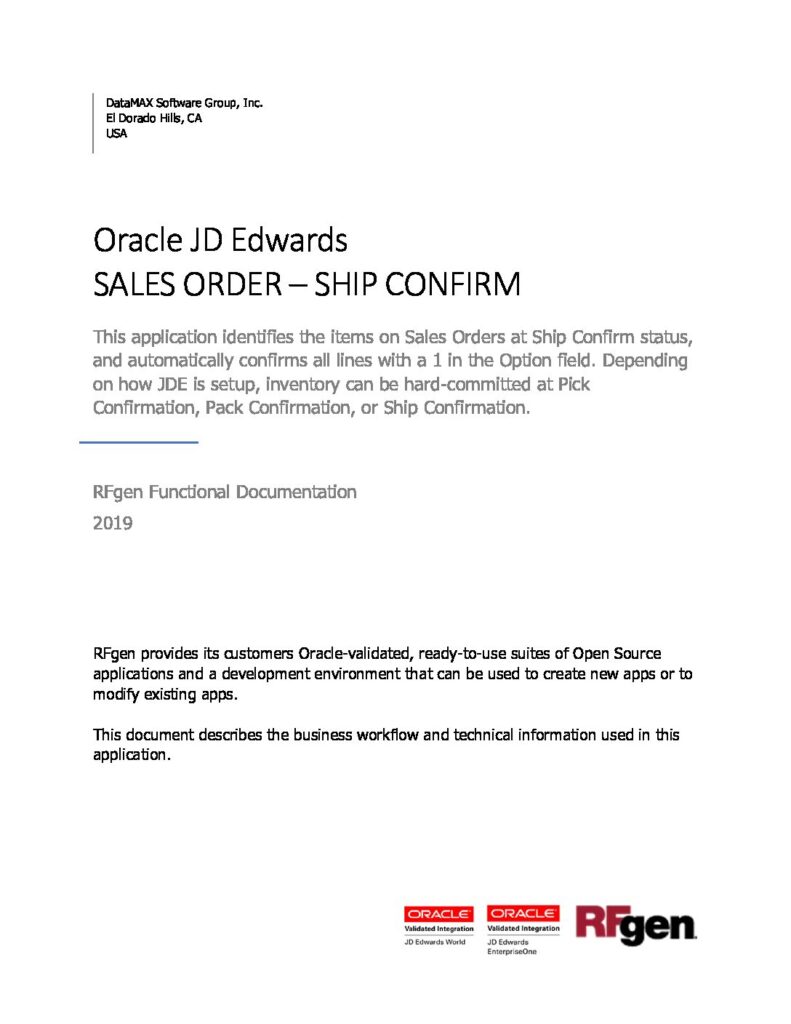 DataMAX Software Group, Inc.
El Dorado Hills, CA
USA
Oracle JD Edwards
SALES ORDER – SHIP CONFIRM
This application identifies the items on Sales Orders at Ship Confirm status,
and automatically confirms all lines with a 1 in the Option field. Depending
on how JDE is setup, inventory can be hard-committed at Pick
Confirmation, Pack Confirmation, or Ship Confirmation.
RFgen Functional Documentation
2019
RFgen provides its customers Oracle-validated, ready-to-use suites of Open Source
applications and a development environment that can be used to create new apps or to
modify existing apps.
This document describes the business workflow and technical information used in this
application.
ORACLE
Validated Integration
JD Edwards World
ORACLE
Validated Integration
JD Edwards
EnterpriseOne
RFgen